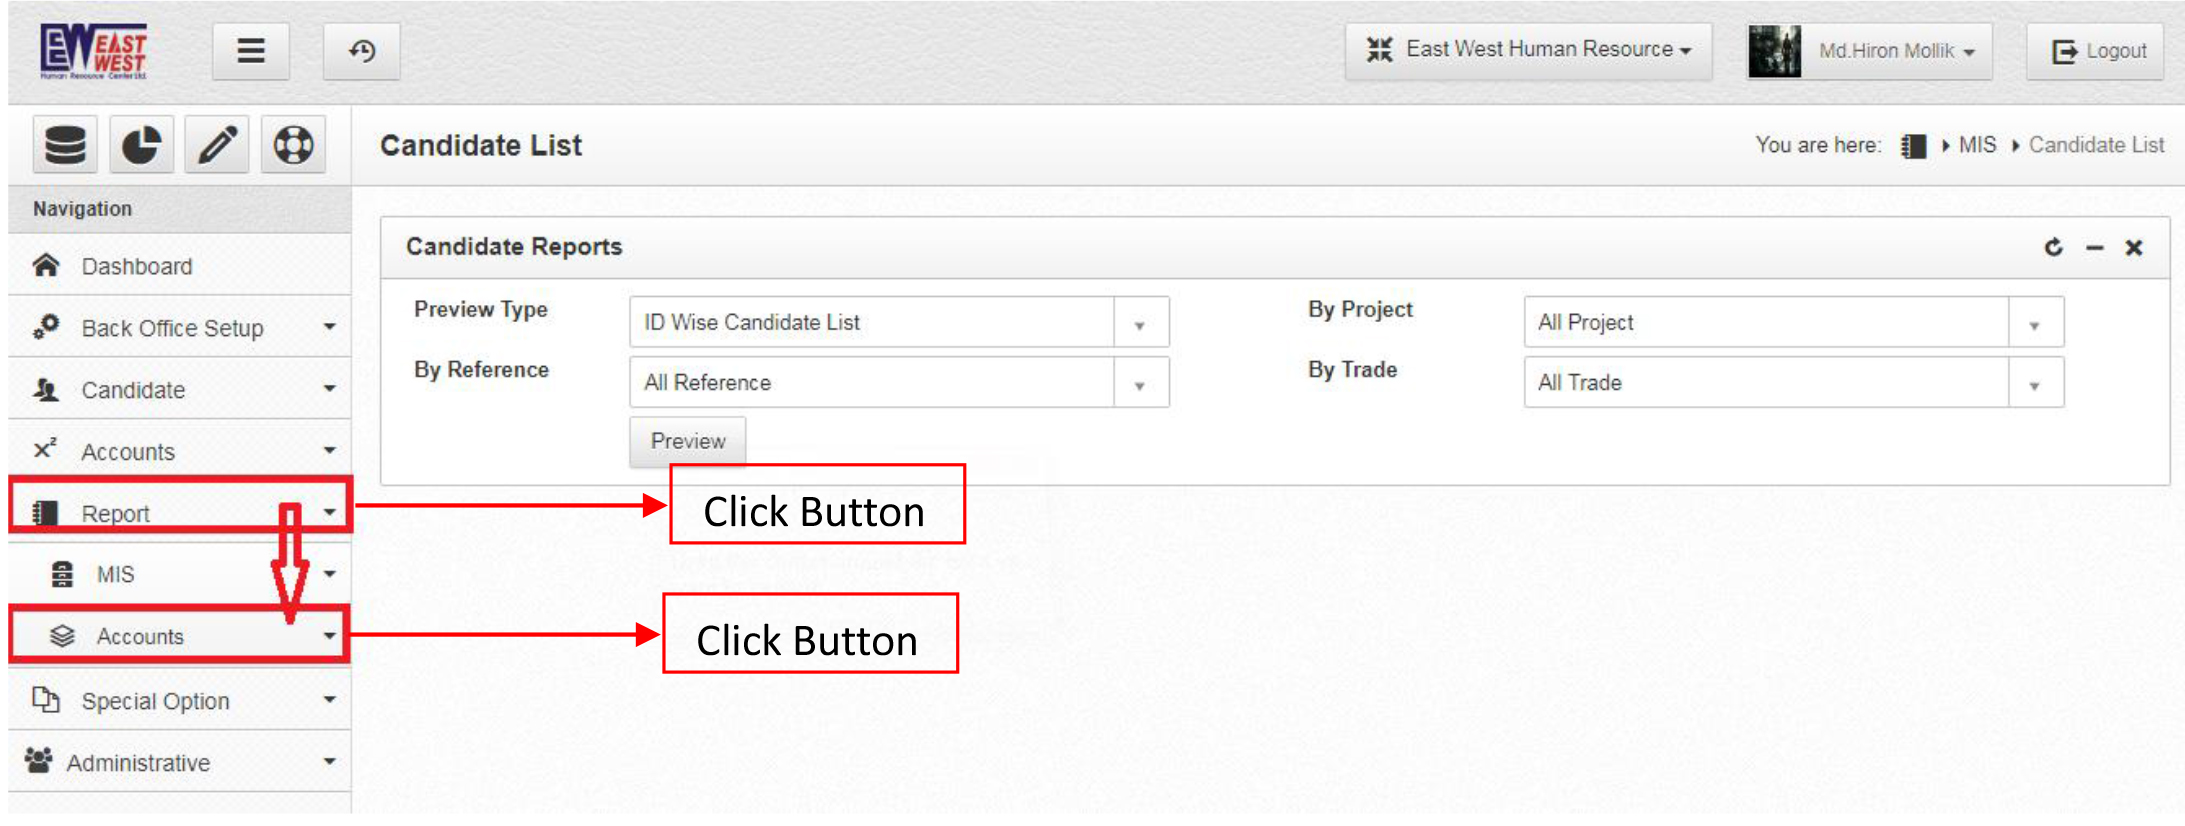 EW EAST WEST
Human Resource Center Ltd.
East West Human Resource
Md.Hiron Mollik
Logout
Candidate List
You are here: MIS Candidate List
Navigation
Dashboard
Back Office Setup
Candidate
x² Accounts
Report
MIS
Accounts
Special Option
Administrative
Candidate Reports
Preview Type
ID Wise Candidate List
By Project
All Project
By Reference
All Reference
By Trade
All Trade
Preview
Click Button
Click Button